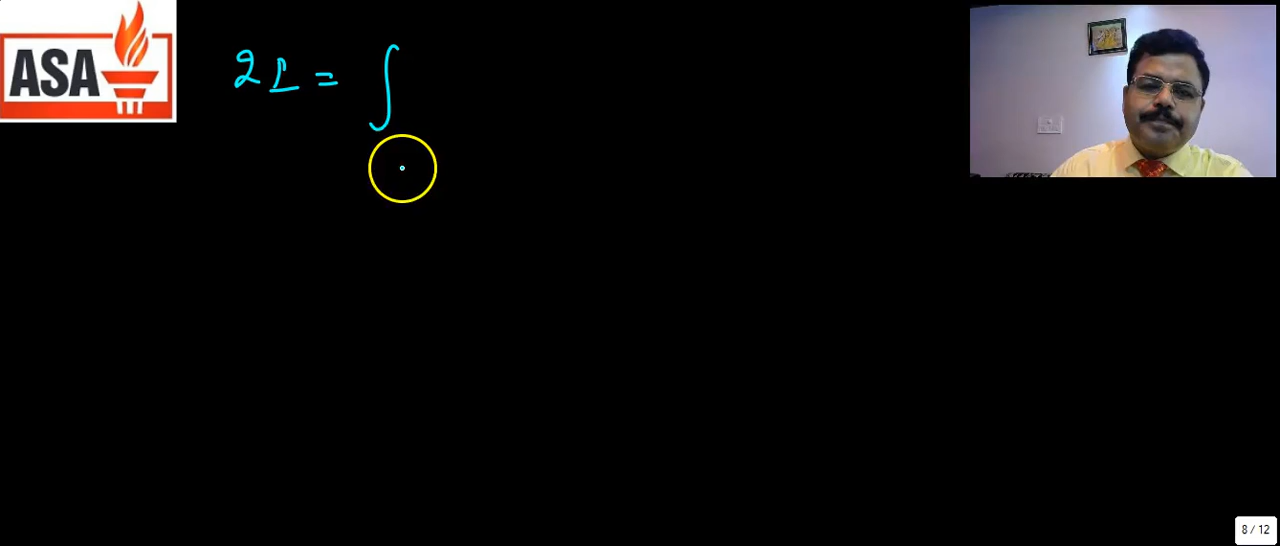 ASA
2I = ∫
8 / 12